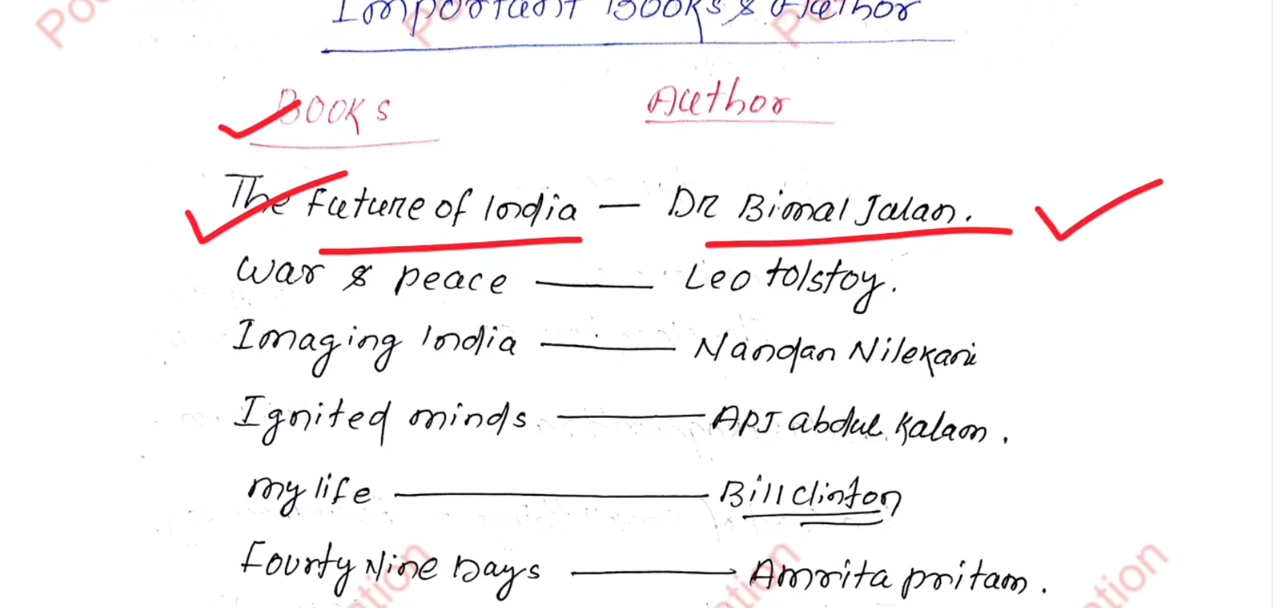 Important Books & Author
Books Author
The Future of India — Dr Bimal Jalan.
War & peace — Leo tolstoy.
Imaging India — Nandan Nilekani
Ignited minds — APJ abdul Kalam.
my life — Bill clinton
Fourty Nine Days — Amrita pritam.